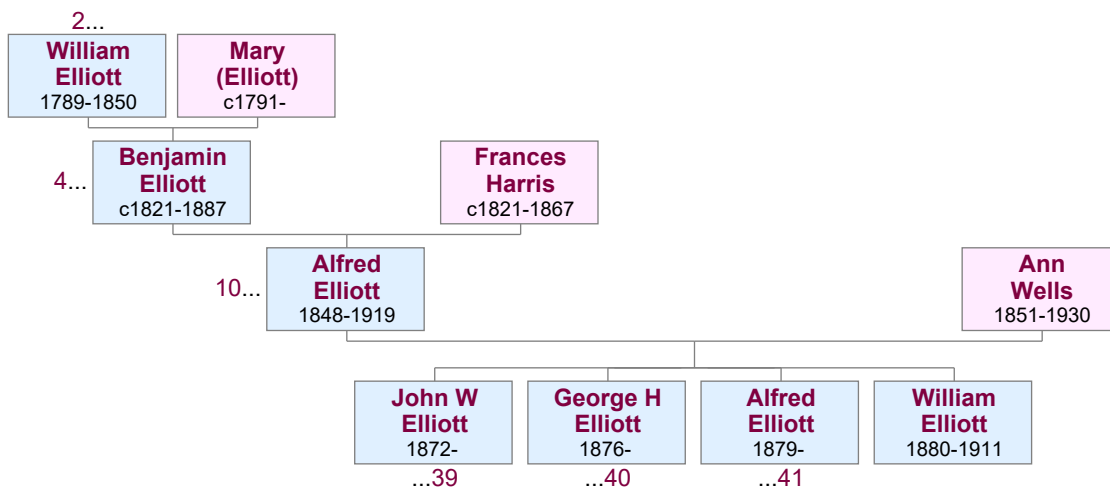 2...
William
Elliott
1789-1850
Mary
(Elliott)
c1791-
4...
Benjamin
Elliott
c1821-1887
Frances
Harris
c1821-1867
10...
Alfred
Elliott
1848-1919
Ann
Wells
1851-1930
John W
Elliott
1872-
...39
George H
Elliott
1876-
...40
Alfred
Elliott
1879-
...41
William
Elliott
1880-1911